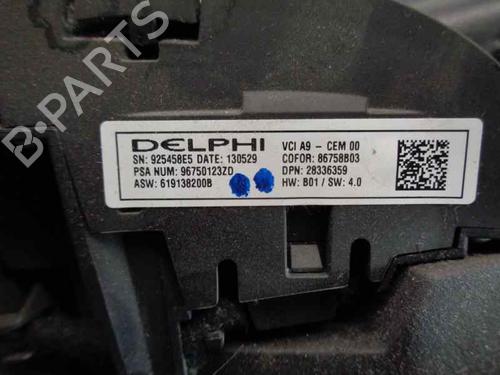 B-PARTS
DELPHI VCI A9 - CEM 00
SN: 925458E5 DATE: 130529 COFOR: 86758B03
PSA NUM: 96750123ZD DPN: 28336359
ASW: 619138200B HW: B01 / SW: 4.0